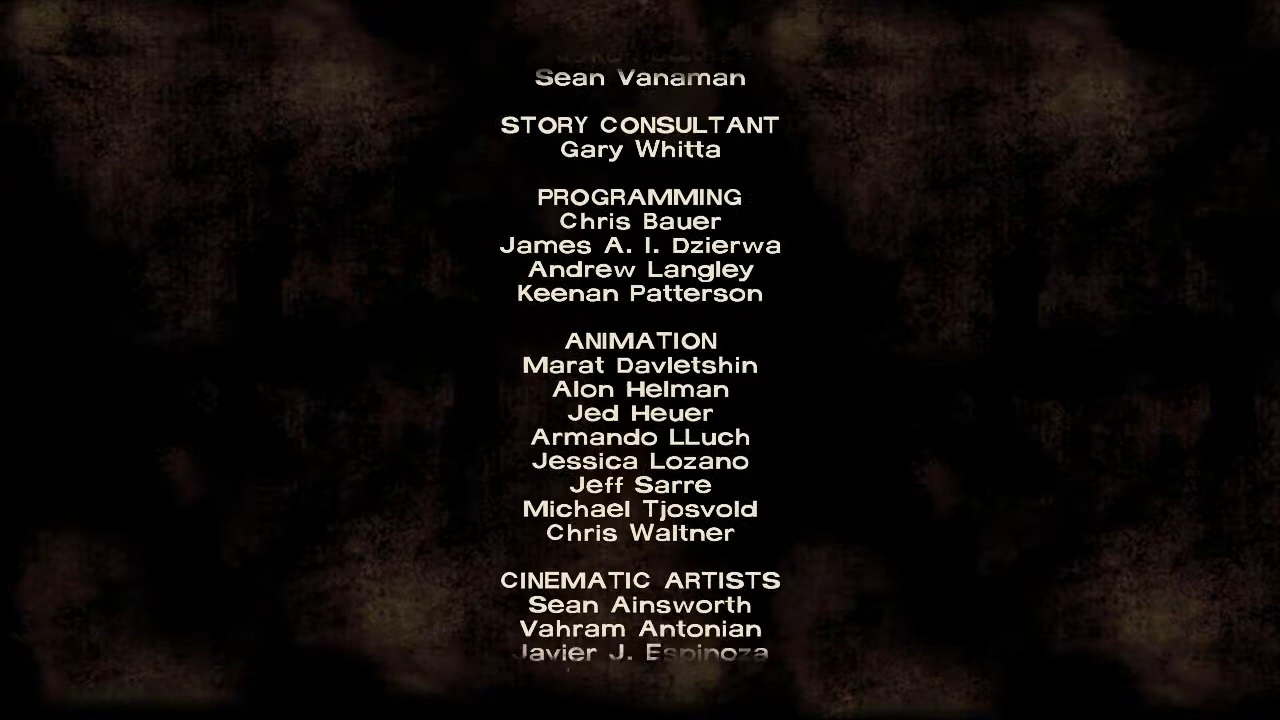 Sean Vanaman
STORY CONSULTANT
Gary Whitta
PROGRAMMING
Chris Bauer
James A. I. Dzierwa
Andrew Langley
Keenan Patterson
ANIMATION
Marat Davletshin
Alon Helman
Jed Heuer
Armando LLuch
Jessica Lozano
Jeff Sarre
Michael Tjosvold
Chris Waltner
CINEMATIC ARTISTS
Sean Ainsworth
Vahram Antonian
Javier J. Espinoza